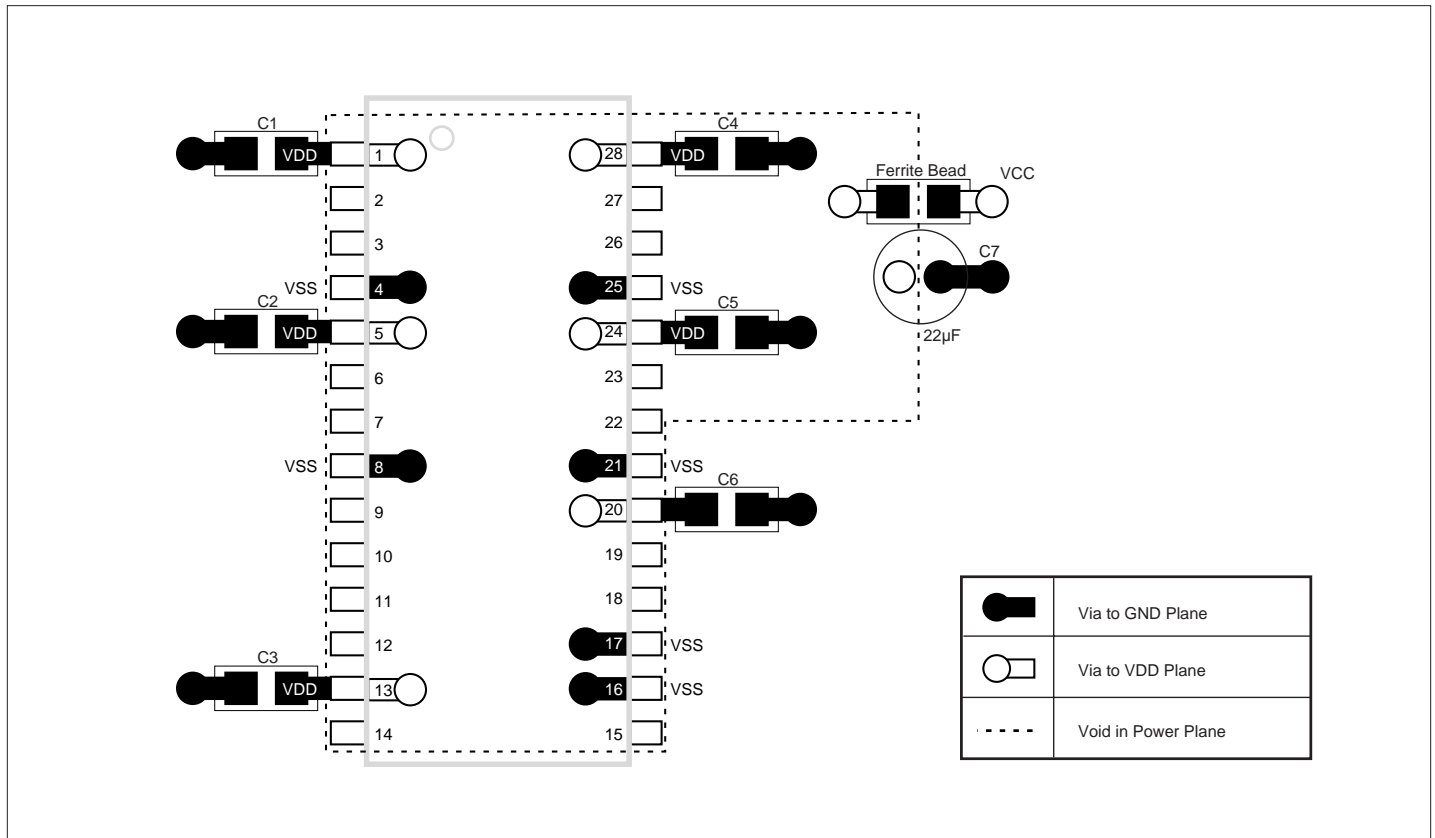 C1
C4
VDD
1
28
VDD
Ferrite Bead
VCC
2
27
3
26
C7
VSS
4
25
VSS
C2
C5
VDD
5
24
VDD
22µF
6
23
7
22
VSS
8
21
VSS
C6
9
20
10
19
11
18
Via to GND Plane
12
17
VSS
C3
Via to VDD Plane
VDD
13
16
VSS
14
15
Void in Power Plane